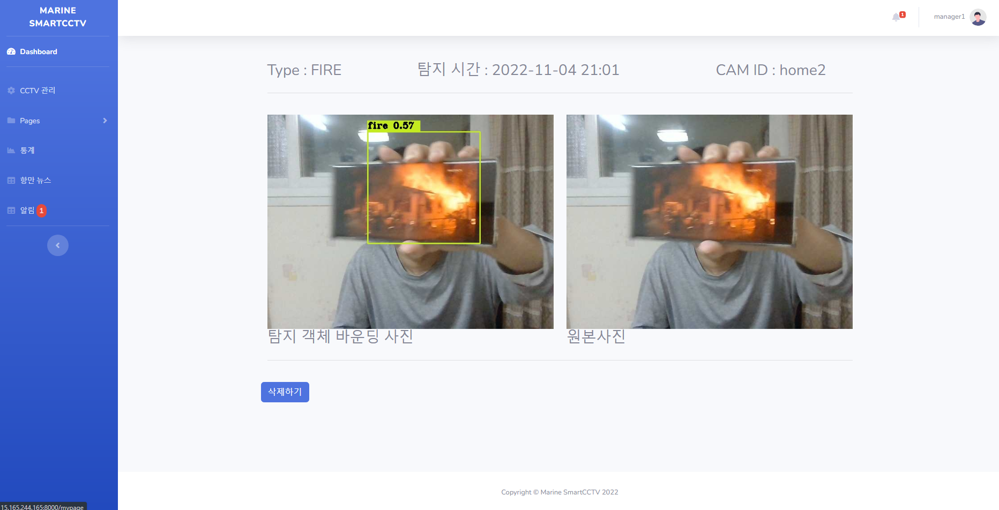 MARINE
SMARTCCTV
Dashboard
CCTV 관리
Pages
통계
항만 뉴스
알림 1
1
manager1
Type : FIRE
탐지 시간 : 2022-11-04 21:01
CAM ID : home2
fire 0.57
탐지 객체 바운딩 사진
원본사진
삭제하기
Copyright © Marine SmartCCTV 2022
15.165.244.165:8000/mypage